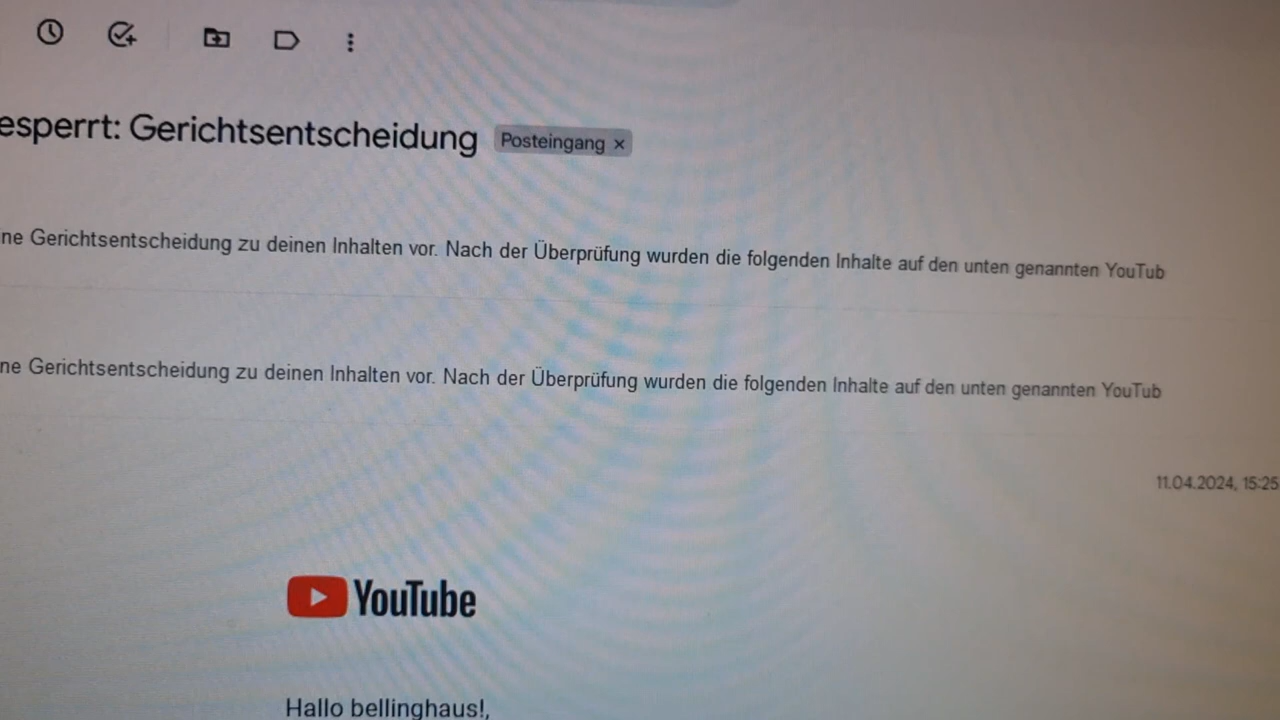 esperrt: Gerichtsentscheidung Posteingang ×
ne Gerichtsentscheidung zu deinen Inhalten vor. Nach der Überprüfung wurden die folgenden Inhalte auf den unten genannten YouTub
ne Gerichtsentscheidung zu deinen Inhalten vor. Nach der Überprüfung wurden die folgenden Inhalte auf den unten genannten YouTub
11.04.2024, 15:25
YouTube
Hallo bellinghaus!,